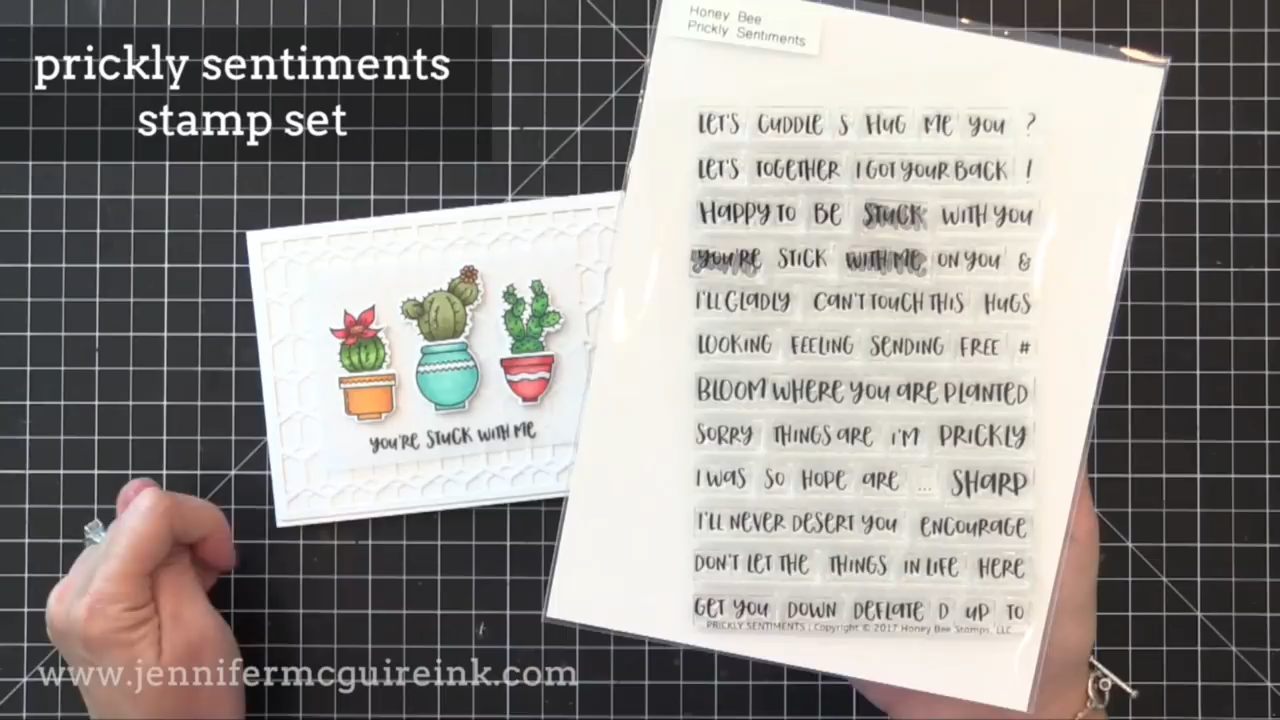 prickly sentiments
stamp set
Honey Bee
Prickly Sentiments
LET'S CUDDLE S HUG ME YOU ?
LET'S TOGETHER I GOT YOUR BACK !
HAPPY TO BE STUCK WITH YOU
YOU'RE STICK WITH ME ON YOU &
I'LL GLADLY CAN'T TOUCH THIS HUGS
LOOKING FEELING SENDING FREE #
BLOOM WHERE YOU ARE PLANTED
SORRY THINGS ARE I'M PRICKLY
I WAS SO HOPE ARE ... SHARP
I'LL NEVER DESERT YOU ENCOURAGE
DON'T LET THE THINGS IN LIFE HERE
GET YOU DOWN DEFLATE D UP TO
PRICKLY SENTIMENTS | Copyright © 2017 Honey Bee Stamps, LLC
YOU'RE STUCK WITH ME
www.jennifermcguireink.com